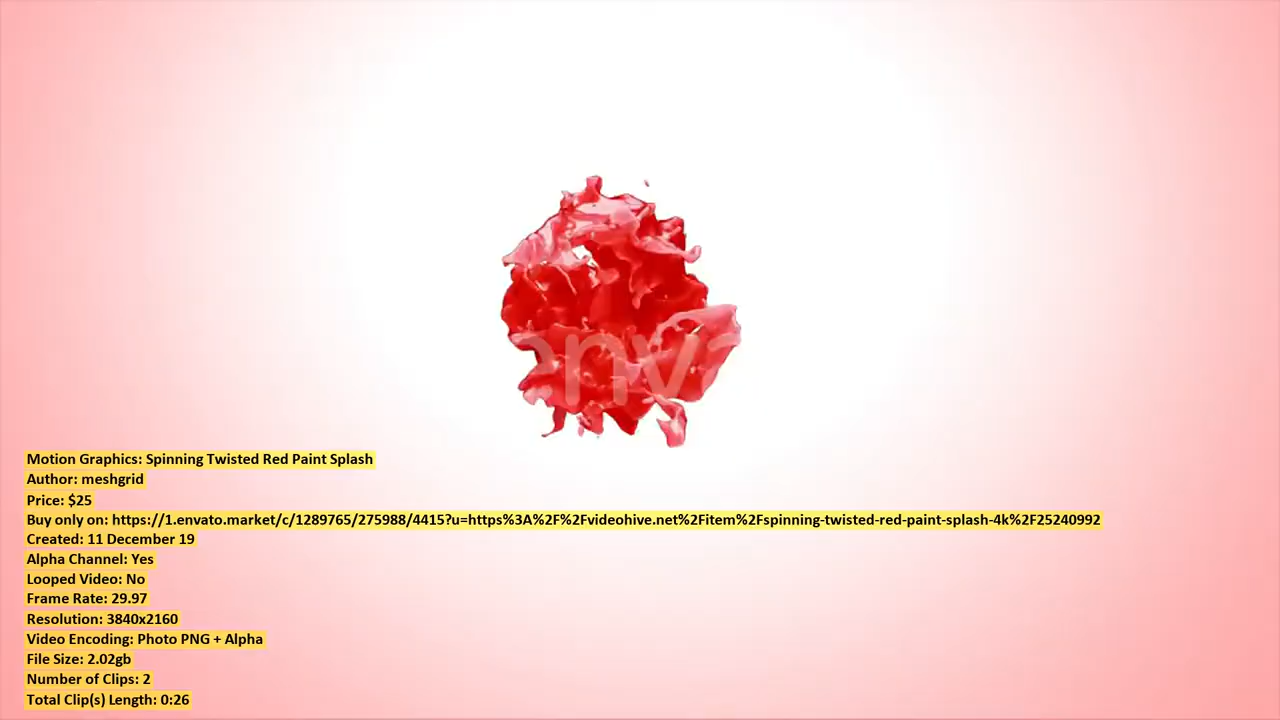 enva
Motion Graphics: Spinning Twisted Red Paint Splash
Author: meshgrid
Price: $25
Buy only on: https://1.envato.market/c/1289765/275988/4415?u=https%3A%2F%2Fvideohive.net%2Fitem%2Fspinning-twisted-red-paint-splash-4k%2F25240992
Created: 11 December 19
Alpha Channel: Yes
Looped Video: No
Frame Rate: 29.97
Resolution: 3840x2160
Video Encoding: Photo PNG + Alpha
File Size: 2.02gb
Number of Clips: 2
Total Clip(s) Length: 0:26